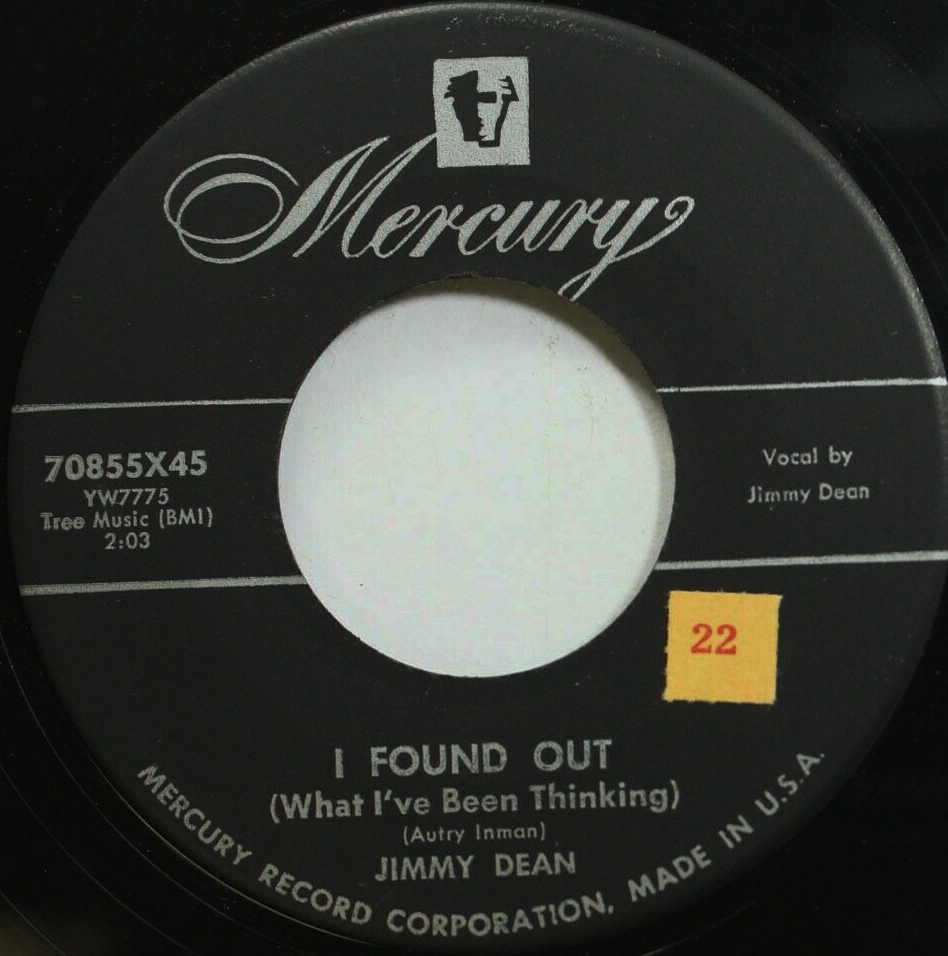 Mercury
70855X45
YW7775
Tree Music (BMI)
2:03
Vocal by
Jimmy Dean
22
I FOUND OUT
(What I've Been Thinking)
(Autry Inman)
JIMMY DEAN
MERCURY RECORD CORPORATION. MADE IN U.S.A.